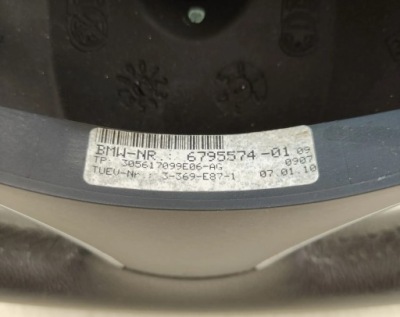 BMW-NR : 6795574-01 09
TP. 305617099E06-AG 0907
TUEV-Nr : 3-369-E87-1 07.01.10